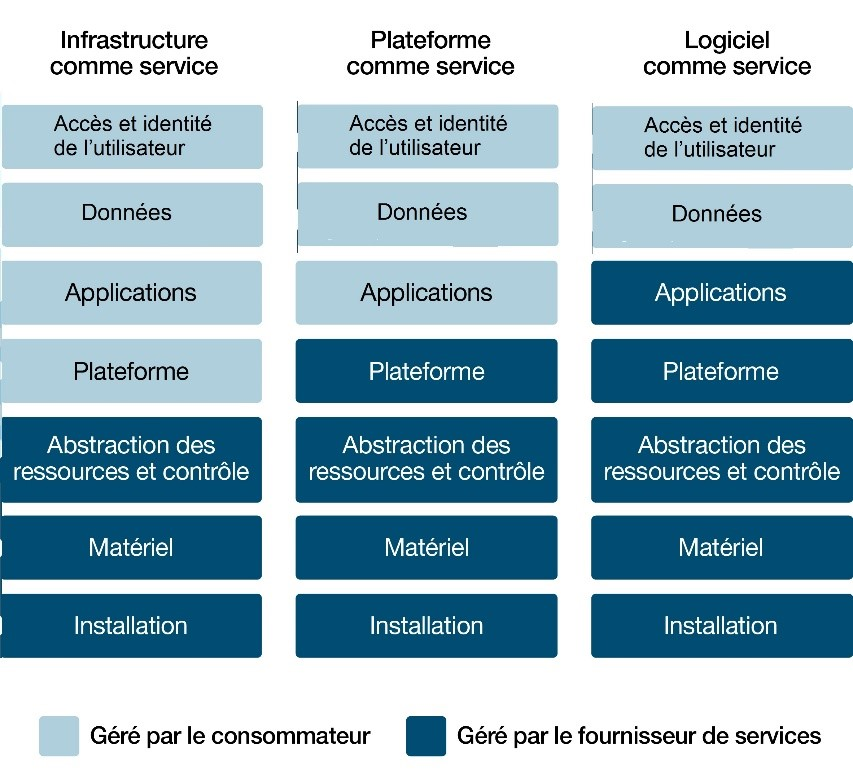 Infrastructure
comme service
Accès et identité
de l'utilisateur
Données
Applications
Plateforme
Abstraction des
ressources et contrôle
Matériel
Installation
Plateforme
comme service
Accès et identité
de l'utilisateur
Données
Applications
Plateforme
Abstraction des
ressources et contrôle
Matériel
Installation
Logiciel
comme service
Accès et identité
de l'utilisateur
Données
Applications
Plateforme
Abstraction des
ressources et contrôle
Matériel
Installation
Géré par le consommateur
Géré par le fournisseur de services